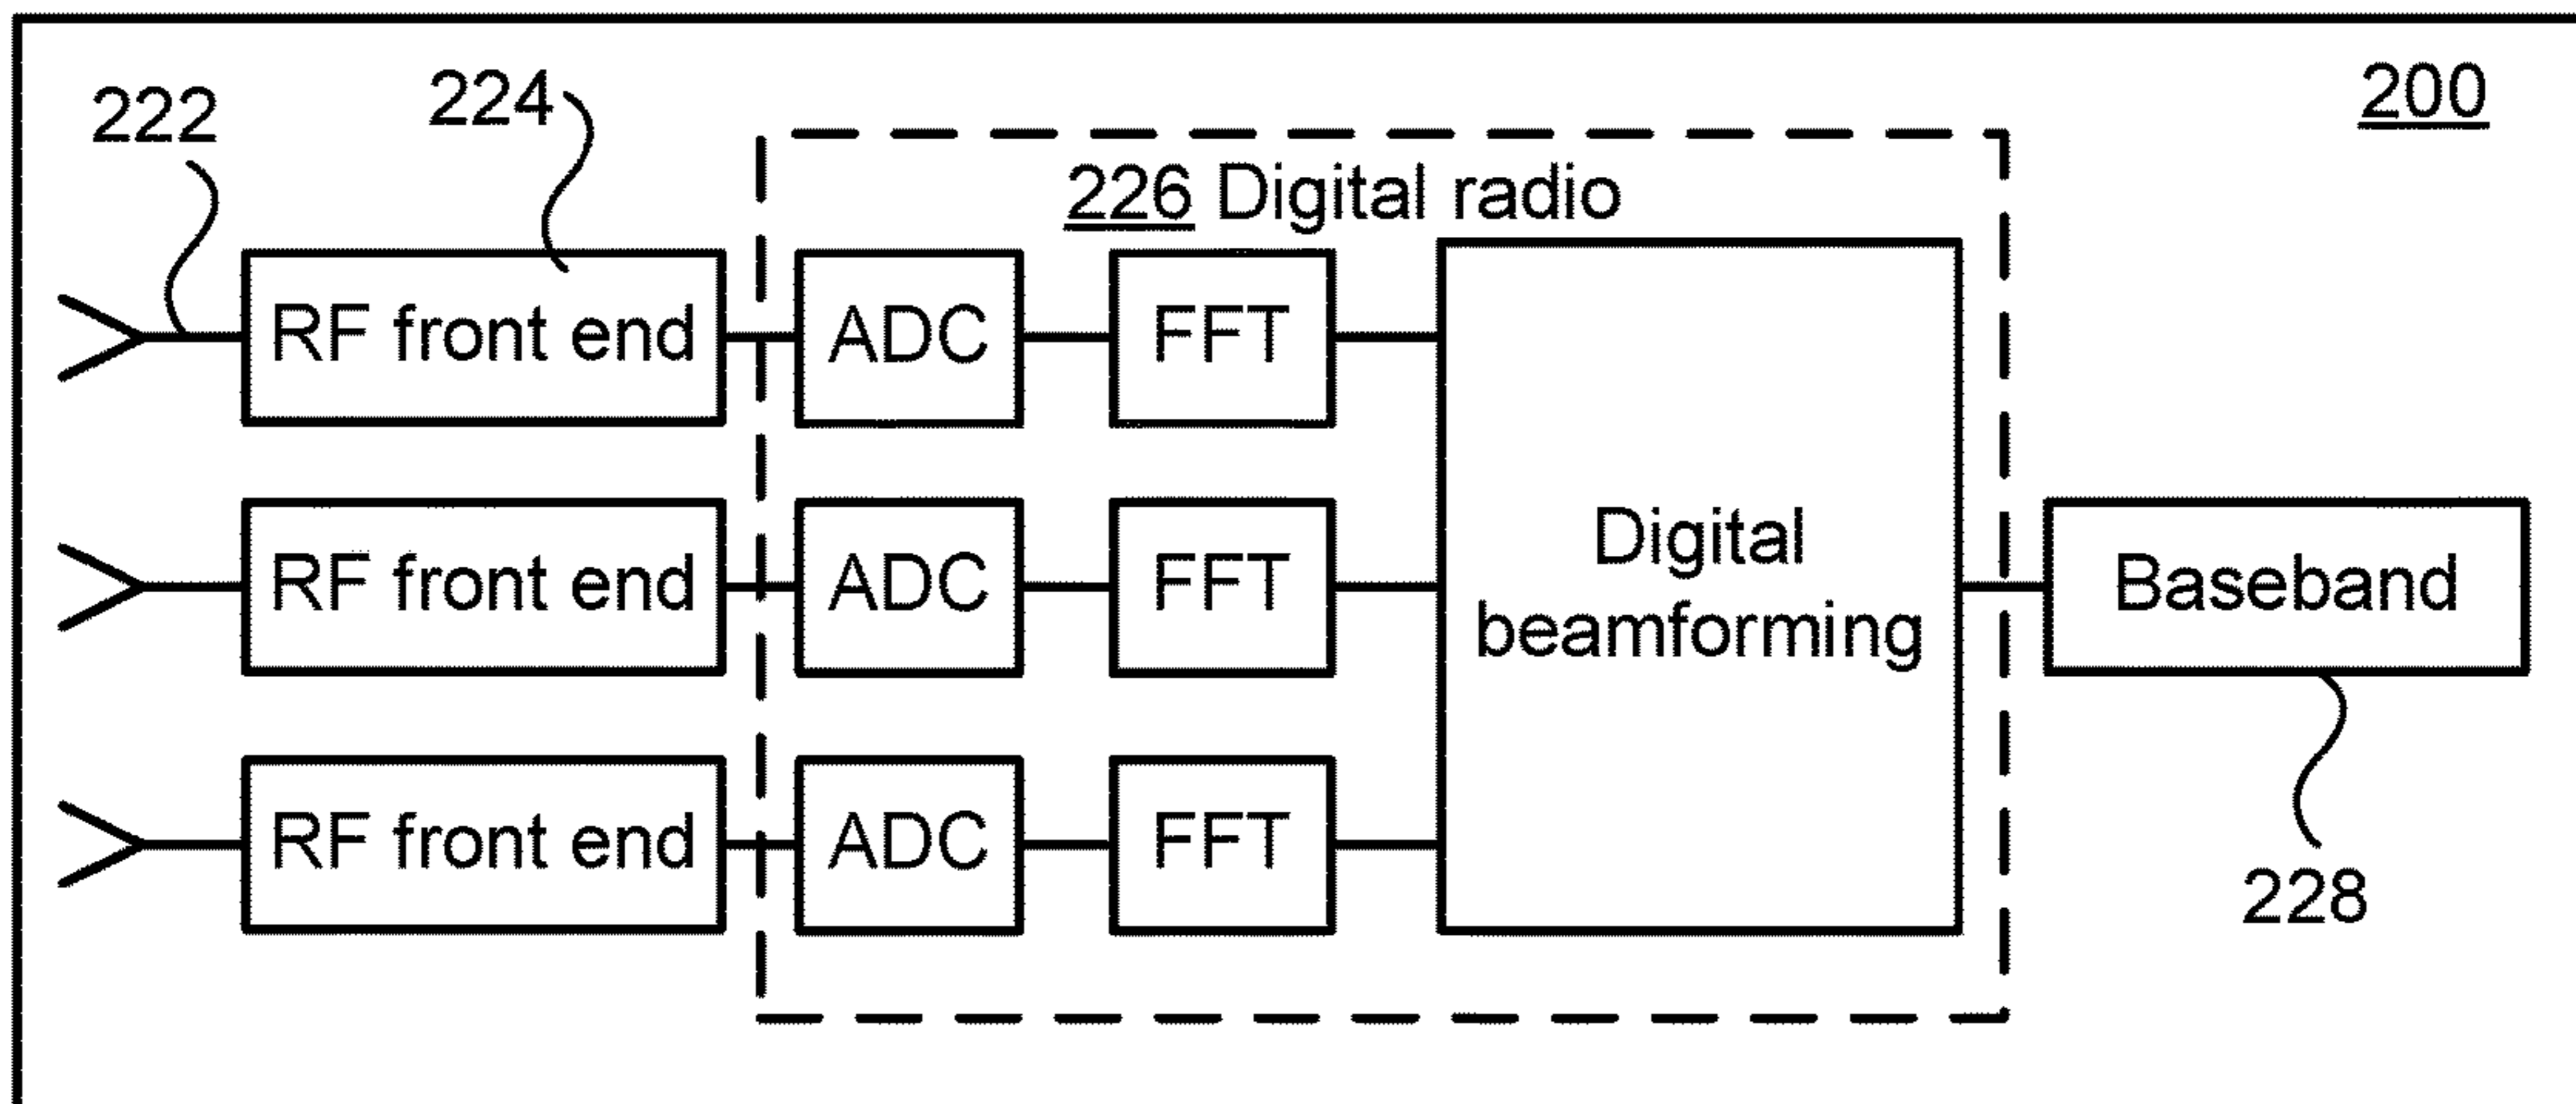 200
222
224
226 Digital radio
RF front end ADC FFT
RF front end ADC FFT
RF front end ADC FFT
Digital
beamforming
Baseband
228